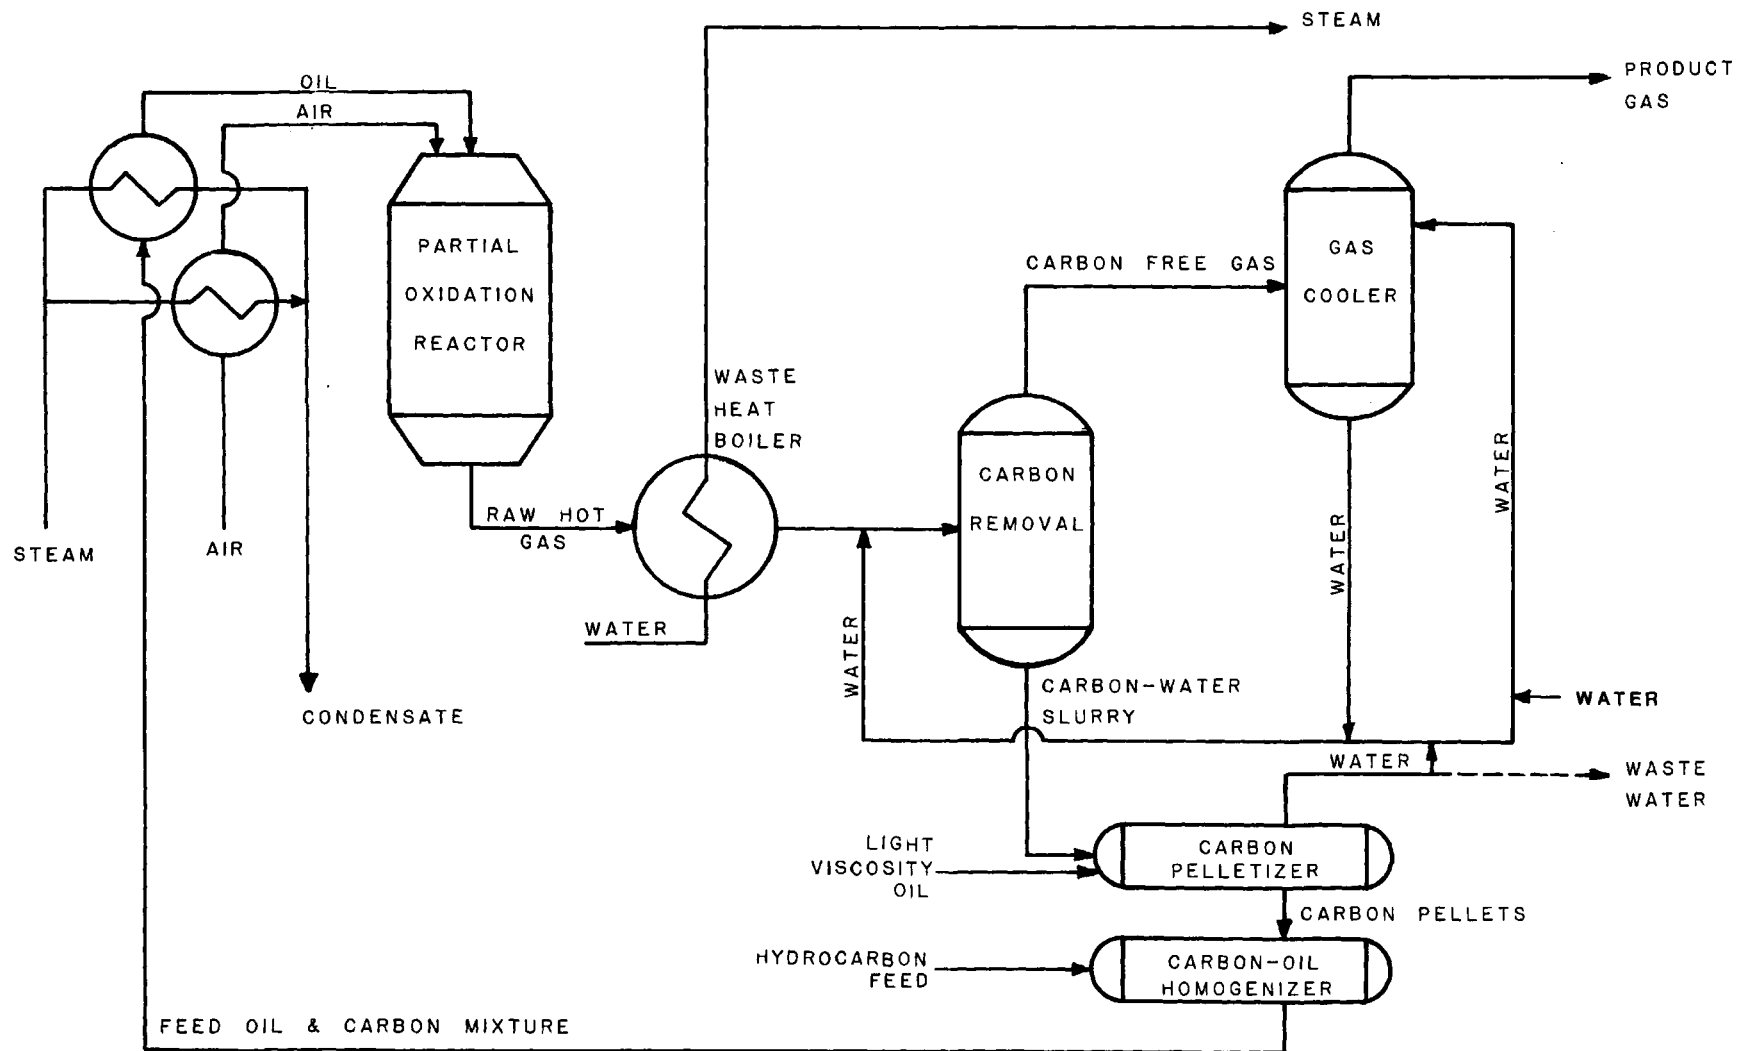 STEAM
PRODUCT
GAS
OIL
AIR
PARTIAL
OXIDATION
REACTOR
GAS
COOLER
CARBON FREE GAS
WASTE
HEAT
BOILER
CARBON
REMOVAL
RAW HOT
GAS
STEAM
AIR
WATER
WATER
WATER
WATER
CARBON-WATER
SLURRY
WATER
CONDENSATE
WATER
WASTE
WATER
LIGHT
VISCOSITY
OIL
CARBON
PELLETIZER
CARBON PELLETS
HYDROCARBON
FEED
CARBON-OIL
HOMOGENIZER
FEED OIL & CARBON MIXTURE